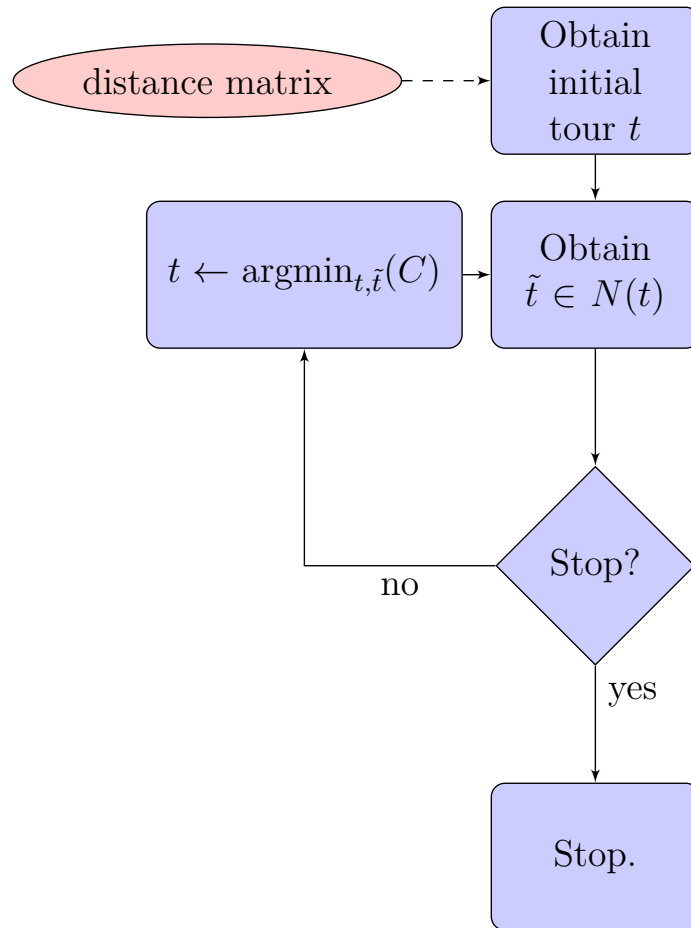 distance matrix
Obtain
initial
tour t
t ← argmin_{t,t̃}(C)
Obtain
t̃ ∈ N(t)
Stop?
no
yes
Stop.